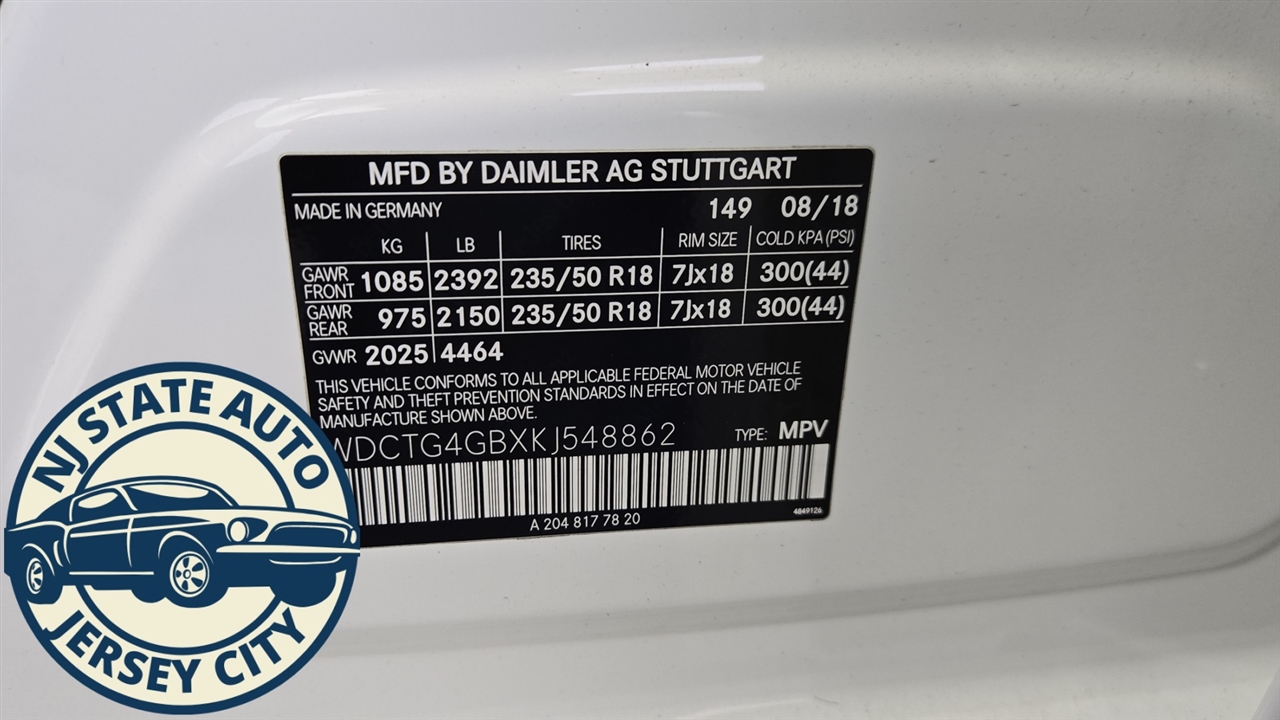 MFD BY DAIMLER AG STUTTGART
MADE IN GERMANY 149 08/18
KG LB TIRES RIM SIZE COLD KPA (PSI)
GAWR FRONT 1085 2392 235/50 R18 7Jx18 300(44)
GAWR REAR 975 2150 235/50 R18 7Jx18 300(44)
GVWR 2025 4464
THIS VEHICLE CONFORMS TO ALL APPLICABLE FEDERAL MOTOR VEHICLE
SAFETY AND THEFT PREVENTION STANDARDS IN EFFECT ON THE DATE OF
MANUFACTURE SHOWN ABOVE.
WDCTG4GBXKJ548862 TYPE: MPV
A 204 817 78 20 4849126
NJ STATE AUTO
JERSEY CITY